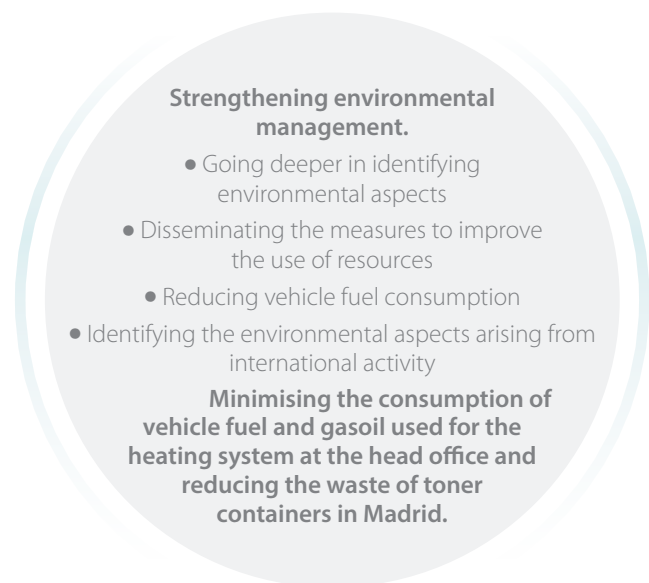 Strengthening environmental
management.
● Going deeper in identifying
environmental aspects
● Disseminating the measures to improve
the use of resources
● Reducing vehicle fuel consumption
● Identifying the environmental aspects arising from
international activity
Minimising the consumption of
vehicle fuel and gasoil used for the
heating system at the head office and
reducing the waste of toner
containers in Madrid.